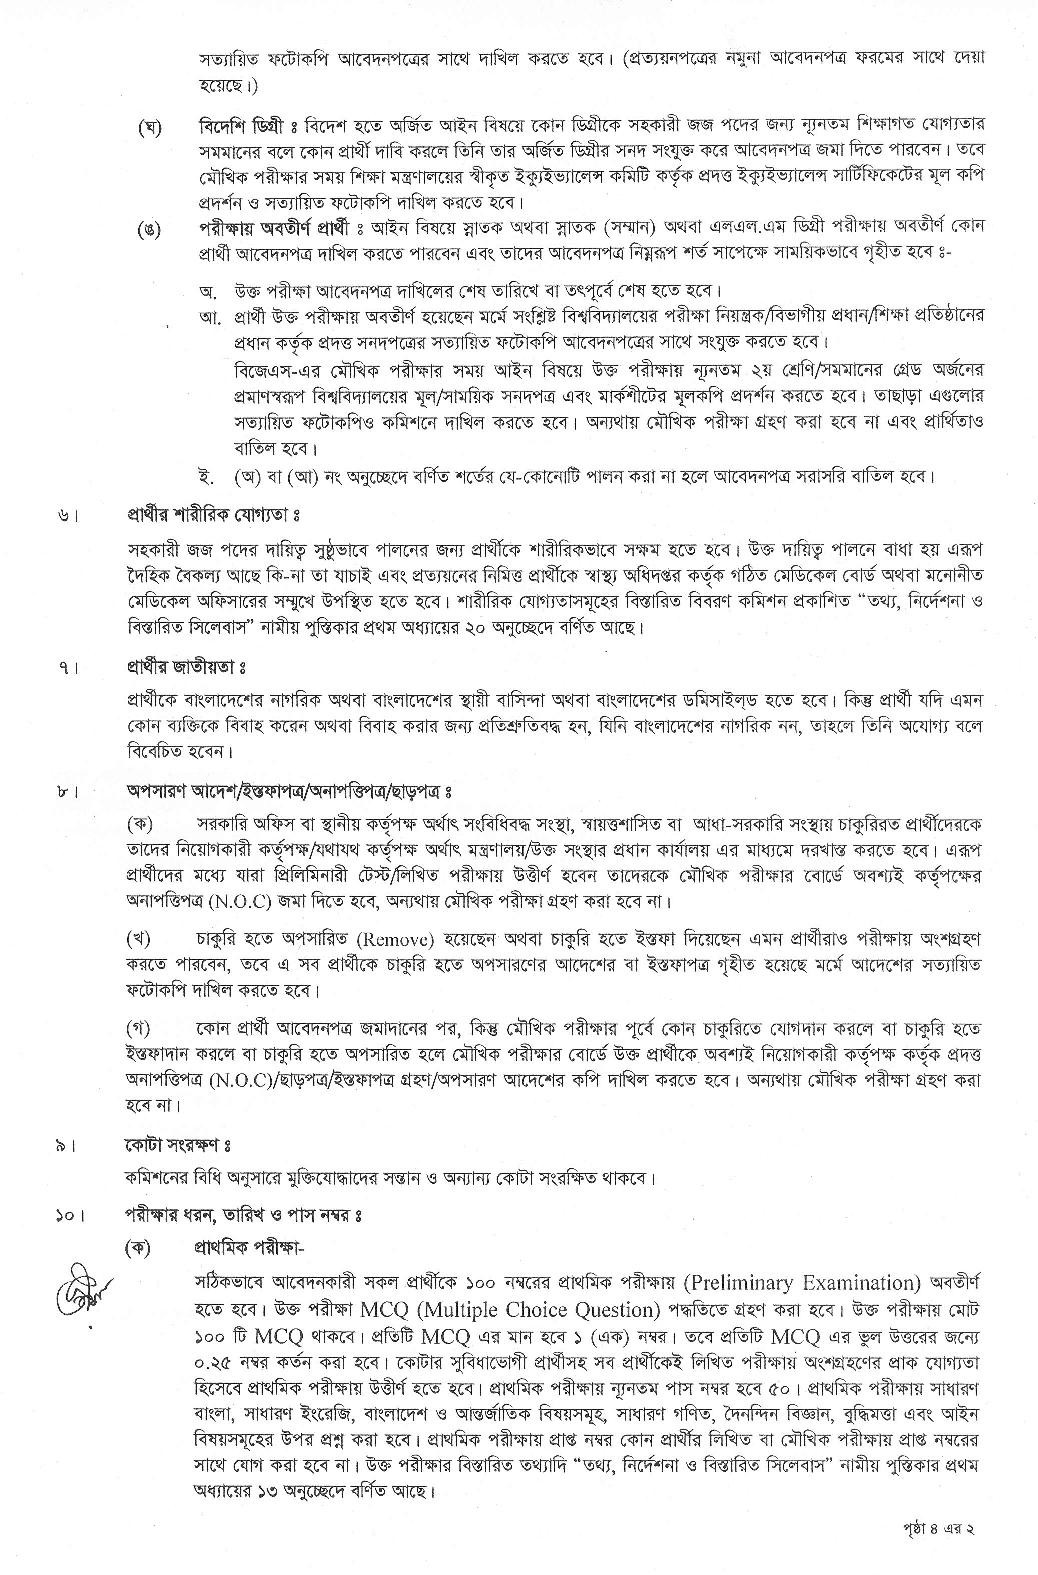 সত্যায়িত ফটোকপি আবেদনপত্রের সাথে দাখিল করতে হবে। (প্রত্যয়নপত্রের নমুনা আবেদনপত্র ফরমের সাথে দেয়া
হয়েছে।)
(ঘ) বিদেশি ডিগ্রী ঃ বিদেশ হতে অর্জিত আইন বিষয়ে কোন ডিগ্রীকে সহকারী জজ পদের জন্য ন্যূনতম শিক্ষাগত যোগ্যতার
সমমানের বলে কোন প্রার্থী দাবি করলে তিনি তার অর্জিত ডিগ্রীর সনদ সংযুক্ত করে আবেদনপত্র জমা দিতে পারবেন। তবে
মৌখিক পরীক্ষার সময় শিক্ষা মন্ত্রণালয়ের স্বীকৃত ইক্যুইভ্যালেন্স কমিটি কর্তৃক প্রদত্ত ইক্যুইভ্যালেন্স সার্টিফিকেটের মূল কপি
প্রদর্শন ও সত্যায়িত ফটোকপি দাখিল করতে হবে।
(ঙ) পরীক্ষায় অবতীর্ণ প্রার্থী ঃ আইন বিষয়ে স্নাতক অথবা স্নাতক (সম্মান) অথবা এলএল.এম ডিগ্রী পরীক্ষায় অবতীর্ণ কোন
প্রার্থী আবেদনপত্র দাখিল করতে পারবেন এবং তাদের আবেদনপত্র নিম্নরূপ শর্ত সাপেক্ষে সাময়িকভাবে গৃহীত হবে ঃ-
অ. উক্ত পরীক্ষা আবেদনপত্র দাখিলের শেষ তারিখে বা তৎপূর্বে শেষ হতে হবে।
আ. প্রার্থী উক্ত পরীক্ষায় অবতীর্ণ হয়েছেন মর্মে সংশ্লিষ্ট বিশ্ববিদ্যালয়ের পরীক্ষা নিয়ন্ত্রক/বিভাগীয় প্রধান/শিক্ষা প্রতিষ্ঠানের
প্রধান কর্তৃক প্রদত্ত সনদপত্রের সত্যায়িত ফটোকপি আবেদনপত্রের সাথে সংযুক্ত করতে হবে।
বিজেএস-এর মৌখিক পরীক্ষার সময় আইন বিষয়ে উক্ত পরীক্ষায় ন্যূনতম ২য় শ্রেণি/সমমানের গ্রেড অর্জনের
প্রমাণস্বরূপ বিশ্ববিদ্যালয়ের মূল/সাময়িক সনদপত্র এবং মার্কশীটের মূলকপি প্রদর্শন করতে হবে। তাছাড়া এগুলোর
সত্যায়িত ফটোকপিও কমিশনে দাখিল করতে হবে। অন্যথায় মৌখিক পরীক্ষা গ্রহণ করা হবে না এবং প্রার্থিতাও
বাতিল হবে।
ই. (অ) বা (আ) নং অনুচ্ছেদে বর্ণিত শর্তের যে-কোনোটি পালন করা না হলে আবেদনপত্র সরাসরি বাতিল হবে।
৬। প্রার্থীর শারীরিক যোগ্যতা ঃ
সহকারী জজ পদের দায়িত্ব সুষ্ঠুভাবে পালনের জন্য প্রার্থীকে শারীরিকভাবে সক্ষম হতে হবে। উক্ত দায়িত্ব পালনে বাধা হয় এরূপ
দৈহিক বৈকল্য আছে কি-না তা যাচাই এবং প্রত্যয়নের নিমিত্ত প্রার্থীকে স্বাস্থ্য অধিদপ্তর কর্তৃক গঠিত মেডিকেল বোর্ড অথবা মনোনীত
মেডিকেল অফিসারের সম্মুখে উপস্থিত হতে হবে। শারীরিক যোগ্যতাসমূহের বিস্তারিত বিবরণ কমিশন প্রকাশিত “তথ্য, নির্দেশনা ও
বিস্তারিত সিলেবাস” নামীয় পুস্তিকার প্রথম অধ্যায়ের ২০ অনুচ্ছেদে বর্ণিত আছে।
৭। প্রার্থীর জাতীয়তা ঃ
প্রার্থীকে বাংলাদেশের নাগরিক অথবা বাংলাদেশের স্থায়ী বাসিন্দা অথবা বাংলাদেশের ডমিসাইল্ড হতে হবে। কিন্তু প্রার্থী যদি এমন
কোন ব্যক্তিকে বিবাহ করেন অথবা বিবাহ করার জন্য প্রতিশ্রুতিবদ্ধ হন, যিনি বাংলাদেশের নাগরিক নন, তাহলে তিনি অযোগ্য বলে
বিবেচিত হবেন।
৮। অপসারণ আদেশ/ইস্তফাপত্র/অনাপত্তিপত্র/ছাড়পত্র ঃ
(ক) সরকারি অফিস বা স্থানীয় কর্তৃপক্ষ অর্থাৎ সংবিধিবদ্ধ সংস্থা, স্বায়ত্তশাসিত বা আধা-সরকারি সংস্থায় চাকুরিরত প্রার্থীদেরকে
তাদের নিয়োগকারী কর্তৃপক্ষ/যথাযথ কর্তৃপক্ষ অর্থাৎ মন্ত্রণালয়/উক্ত সংস্থার প্রধান কার্যালয় এর মাধ্যমে দরখাস্ত করতে হবে। এরূপ
প্রার্থীদের মধ্যে যারা প্রিলিমিনারী টেস্ট/লিখিত পরীক্ষায় উত্তীর্ণ হবেন তাদেরকে মৌখিক পরীক্ষার বোর্ডে অবশ্যই কর্তৃপক্ষের
অনাপত্তিপত্র (N.O.C) জমা দিতে হবে, অন্যথায় মৌখিক পরীক্ষা গ্রহণ করা হবে না।
(খ) চাকুরি হতে অপসারিত (Remove) হয়েছেন অথবা চাকুরি হতে ইস্তফা দিয়েছেন এমন প্রার্থীরাও পরীক্ষায় অংশগ্রহণ
করতে পারবেন, তবে এ সব প্রার্থীকে চাকুরি হতে অপসারণের আদেশের বা ইস্তফাপত্র গৃহীত হয়েছে মর্মে আদেশের সত্যায়িত
ফটোকপি দাখিল করতে হবে।
(গ) কোন প্রার্থী আবেদনপত্র জমাদানের পর, কিন্তু মৌখিক পরীক্ষার পূর্বে কোন চাকুরিতে যোগদান করলে বা চাকুরি হতে
ইস্তফাদান করলে বা চাকুরি হতে অপসারিত হলে মৌখিক পরীক্ষার বোর্ডে উক্ত প্রার্থীকে অবশ্যই নিয়োগকারী কর্তৃপক্ষ কর্তৃক প্রদত্ত
অনাপত্তিপত্র (N.O.C)/ছাড়পত্র/ইস্তফাপত্র গ্রহণ/অপসারণ আদেশের কপি দাখিল করতে হবে। অন্যথায় মৌখিক পরীক্ষা গ্রহণ করা
হবে না।
৯। কোটা সংরক্ষণ ঃ
কমিশনের বিধি অনুসারে মুক্তিযোদ্ধাদের সন্তান ও অন্যান্য কোটা সংরক্ষিত থাকবে।
১০। পরীক্ষার ধরন, তারিখ ও পাস নম্বর ঃ
(ক) প্রাথমিক পরীক্ষা-
সঠিকভাবে আবেদনকারী সকল প্রার্থীকে ১০০ নম্বরের প্রাথমিক পরীক্ষায় (Preliminary Examination) অবতীর্ণ
হতে হবে। উক্ত পরীক্ষা MCQ (Multiple Choice Question) পদ্ধতিতে গ্রহণ করা হবে। উক্ত পরীক্ষায় মোট
১০০ টি MCQ থাকবে। প্রতিটি MCQ এর মান হবে ১ (এক) নম্বর। তবে প্রতিটি MCQ এর ভুল উত্তরের জন্যে
০.২৫ নম্বর কর্তন করা হবে। কোটার সুবিধাভোগী প্রার্থীসহ সব প্রার্থীকেই লিখিত পরীক্ষায় অংশগ্রহণের প্রাক যোগ্যতা
হিসেবে প্রাথমিক পরীক্ষায় উত্তীর্ণ হতে হবে। প্রাথমিক পরীক্ষায় ন্যূনতম পাস নম্বর হবে ৫০। প্রাথমিক পরীক্ষায় সাধারণ
বাংলা, সাধারণ ইংরেজি, বাংলাদেশ ও আন্তর্জাতিক বিষয়সমূহ, সাধারণ গণিত, দৈনন্দিন বিজ্ঞান, বুদ্ধিমত্তা এবং আইন
বিষয়সমূহের উপর প্রশ্ন করা হবে। প্রাথমিক পরীক্ষায় প্রাপ্ত নম্বর কোন প্রার্থীর লিখিত বা মৌখিক পরীক্ষায় প্রাপ্ত নম্বরের
সাথে যোগ করা হবে না। উক্ত পরীক্ষার বিস্তারিত তথ্যাদি “তথ্য, নির্দেশনা ও বিস্তারিত সিলেবাস” নামীয় পুস্তিকার প্রথম
অধ্যায়ের ১৩ অনুচ্ছেদে বর্ণিত আছে।
পৃষ্ঠা ৪ এর ২